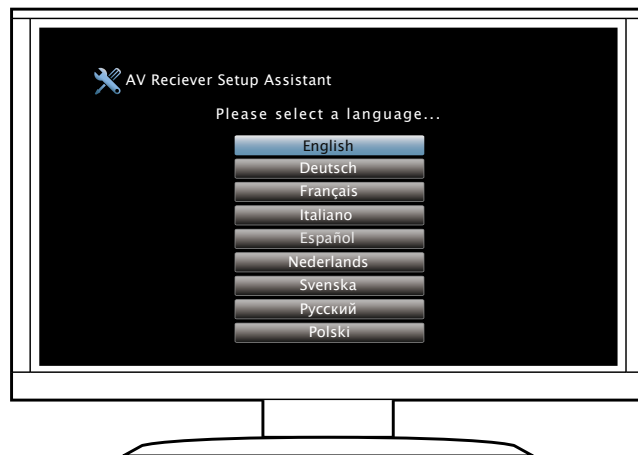 AV Reciever Setup Assistant
Please select a language...
English
Deutsch
Français
Italiano
Español
Nederlands
Svenska
Русский
Polski